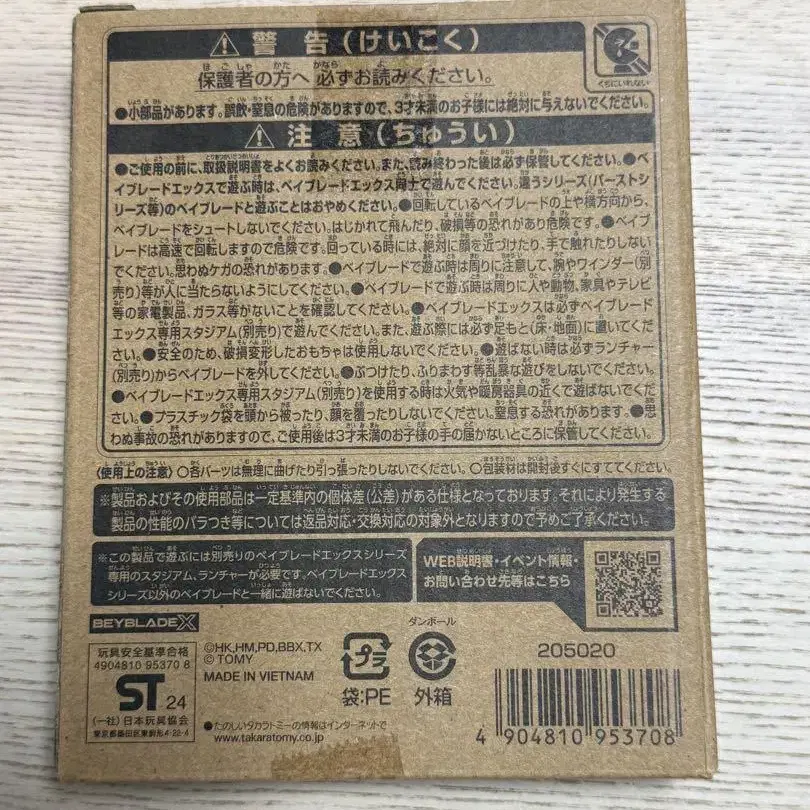 警告(けいこく)
保護者の方へ 必ずお読みください。
くちにいれない
●小部品があります。誤飲・窒息の危険がありますので、3才未満のお子様には絶対に与えないでください。
注意(ちゅうい)
●ご使用の前に、取扱説明書をよくお読みください。また、読み終わった後は必ず保管してください。●ベ
イブレードエックスで遊ぶ時は、ベイブレードエックス同士で遊んでください。違うシリーズ(バーストシ
リーズ等)のベイブレードと遊ぶことはおやめください。●回転しているベイブレードの上や横方向から、
ベイブレードをシュートしないでください。はじかれて飛んだり、破損等の恐れがあり危険です。●ベイブ
レードは高速で回転しますので危険です。回っている時には、絶対に顔を近づけたり、手で触れたりしない
でください。思わぬケガの恐れがあります。●ベイブレードで遊ぶ時は周りに注意して、腕やワインダー(別
売り)等が人に当たらないようにしてください。●ベイブレードで遊ぶ時は周りに人や動物、家具やテレビ
等の家電製品、ガラス等がないことを確認してください。●ベイブレードエックスは必ずベイブレード
エックス専用スタジアム(別売り)で遊んでください。また、遊ぶ際には必ず足もと(床・地面)に置いてくだ
さい。●安全のため、破損変形したおもちゃは使用しないでください。●遊ばない時は必ずランチャー
(別売り)からベイブレードを外してください。●ぶつけたり、ふりまわす等乱暴な遊びをしないでください。
●ベイブレードエックス専用スタジアム(別売り)を使用する時は火気や暖房器具の近くで遊ばないでくだ
さい。●プラスチック袋を頭から被ったり、顔を覆ったりしないでください。窒息する恐れがあります。●思
わぬ事故の恐れがありますので、ご使用後は3才未満のお子様の手の届かないところに保管してください。
〈使用上の注意〉○各パーツは無理に曲げたり引っ張ったりしないでください。○包装材は開封後すぐにすててください。
※製品およびその使用部品は一定基準内の個体差(公差)がある仕様となっております。それにより発生する
製品の性能のバラつき等については返品対応・交換対応の対象外となりますので予めご了承ください。
※この製品で遊ぶには別売りのベイブレードエックスシリーズ
専用のスタジアム、ランチャーが必要です。ベイブレードエックス
シリーズ以外のベイブレードと一緒に遊ばないでください。
WEB説明書・イベント情報・
お問い合わせ先等はこちら
BEYBLADE X
玩具安全基準合格
4904810 95370 8
ST 24
(一社)日本玩具協会
東京都墨田区東駒形4-22-4
©HK,HM,PD,BBX,TX
© TOMY
MADE IN VIETNAM
プラ
袋:PE
ダンボール
外箱
●たのしいタカラトミーの情報はインターネットで
www.takaratomy.co.jp
205020
4 904810 953708